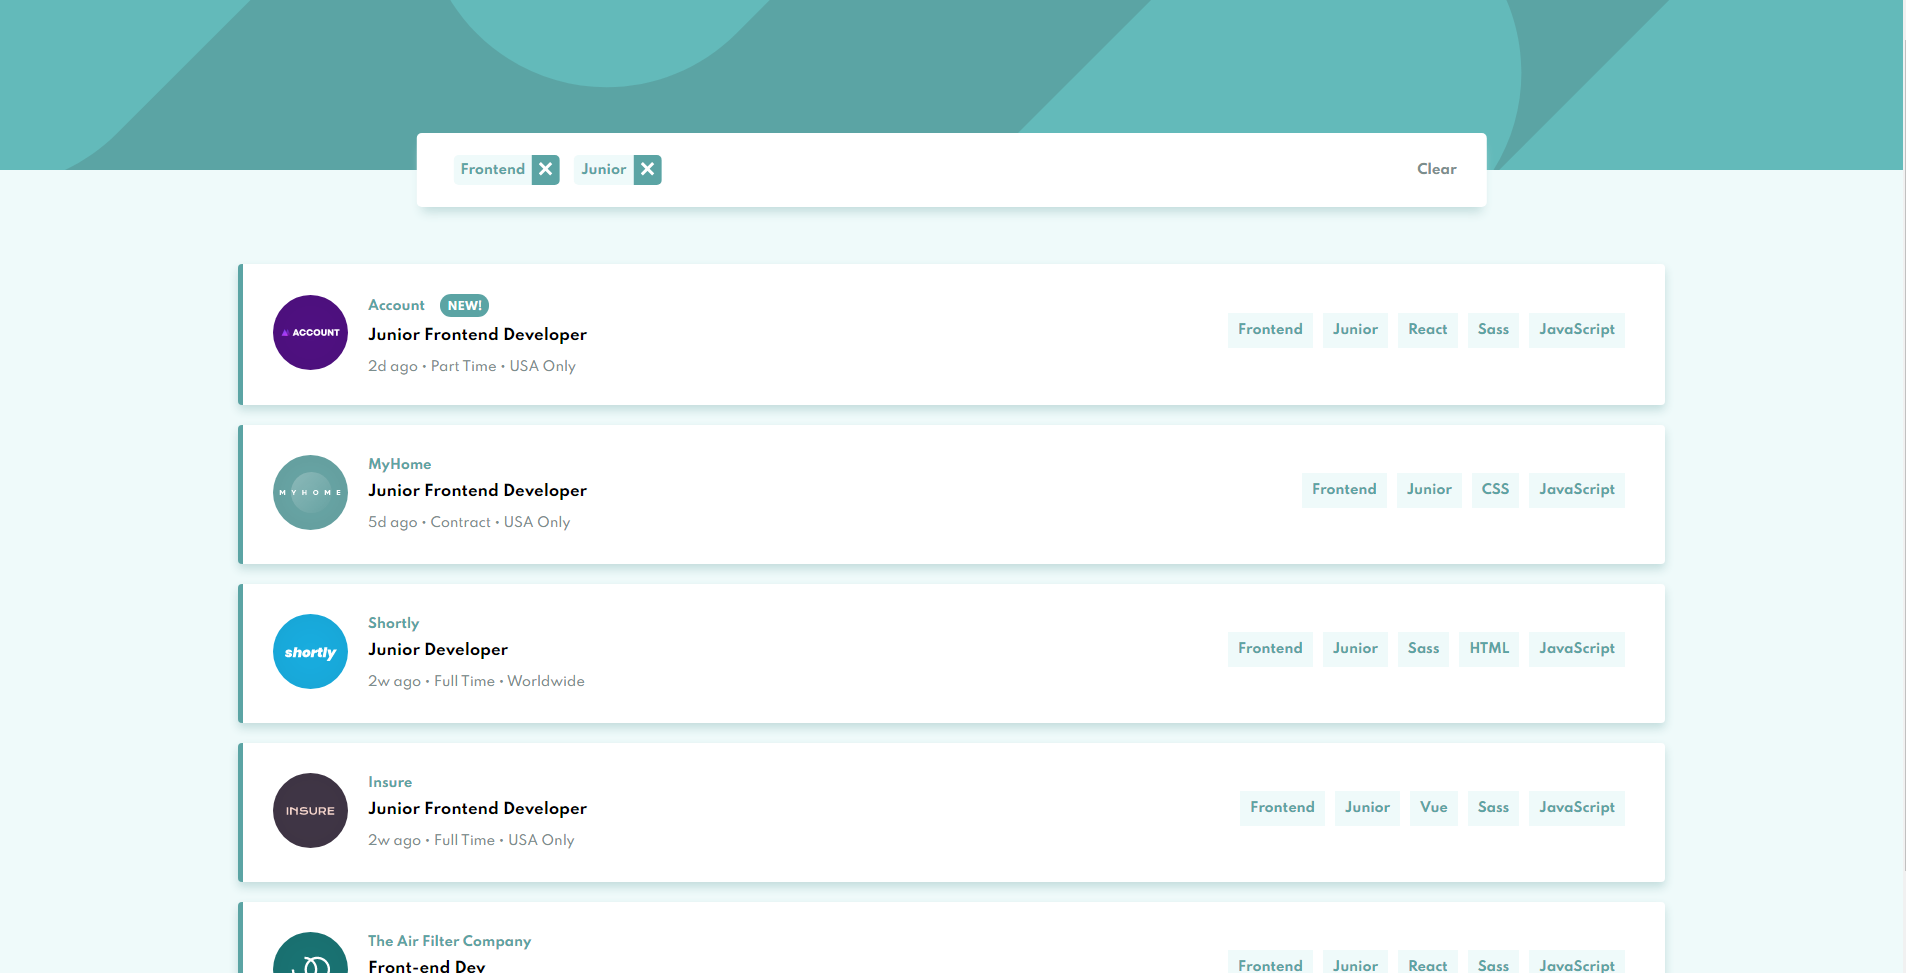 Frontend Junior Clear
ACCOUNT
Account NEW!
Junior Frontend Developer
2d ago • Part Time • USA Only
Frontend Junior React Sass JavaScript
MYHOME
MyHome
Junior Frontend Developer
5d ago • Contract • USA Only
Frontend Junior CSS JavaScript
shortly
Shortly
Junior Developer
2w ago • Full Time • Worldwide
Frontend Junior Sass HTML JavaScript
INSURE
Insure
Junior Frontend Developer
2w ago • Full Time • USA Only
Frontend Junior Vue Sass JavaScript
The Air Filter Company
Front-end Dev
Frontend Junior React Sass JavaScript